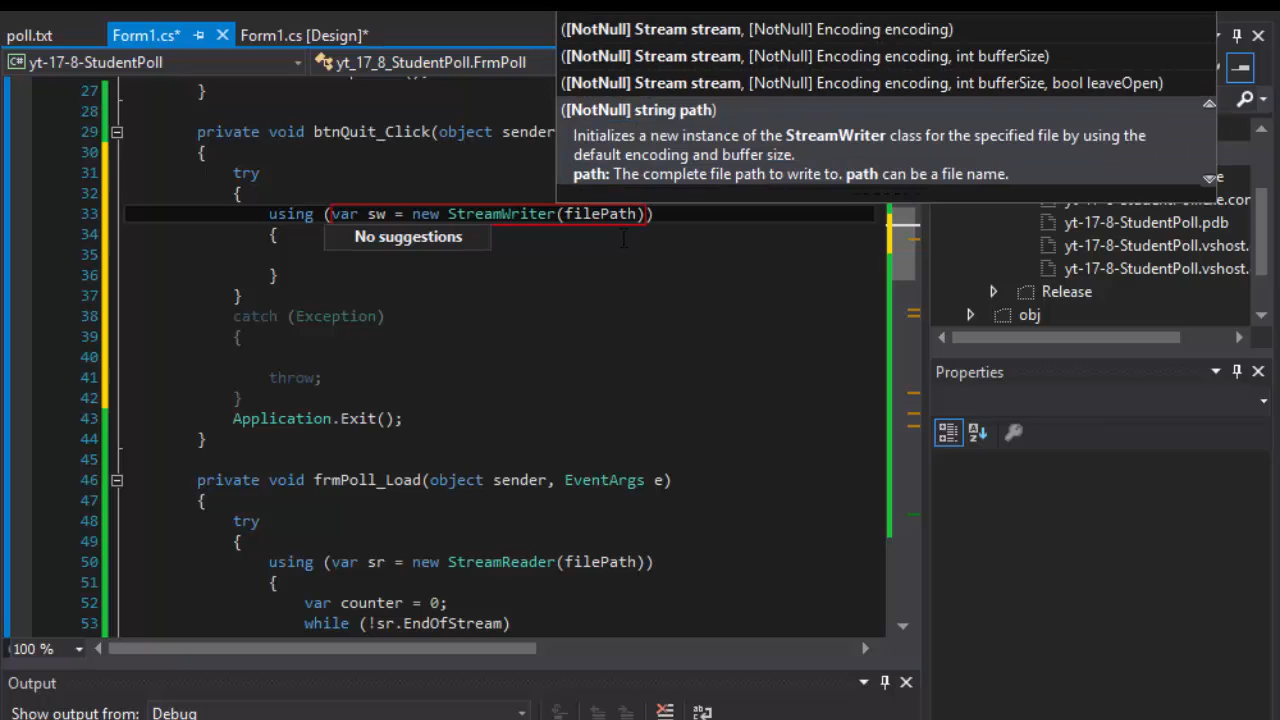 poll.txt
Form1.cs*
Form1.cs [Design]*
yt-17-8-StudentPoll
yt_17_8_StudentPoll.FrmPoll
([NotNull] Stream stream, [NotNull] Encoding encoding)
([NotNull] Stream stream, [NotNull] Encoding encoding, int bufferSize)
([NotNull] Stream stream, [NotNull] Encoding encoding, int bufferSize, bool leaveOpen)
([NotNull] string path)
Initializes a new instance of the StreamWriter class for the specified file by using the
default encoding and buffer size.
path: The complete file path to write to. path can be a file name.
27 }
28
29 private void btnQuit_Click(object sender
30 {
31 try
32 {
33 using (var sw = new StreamWriter(filePath))
No suggestions
34 {
35
36 }
37 }
38 catch (Exception)
39 {
40
41 throw;
42 }
43 Application.Exit();
44 }
45
46 private void frmPoll_Load(object sender, EventArgs e)
47 {
48 try
49 {
50 using (var sr = new StreamReader(filePath))
51 {
52 var counter = 0;
53 while (!sr.EndOfStream)
100 %
yt-17-8-StudentPoll.pdb
yt-17-8-StudentPoll.vshost.
yt-17-8-StudentPoll.vshost.
Release
obj
Properties
Output
Show output from: Debug